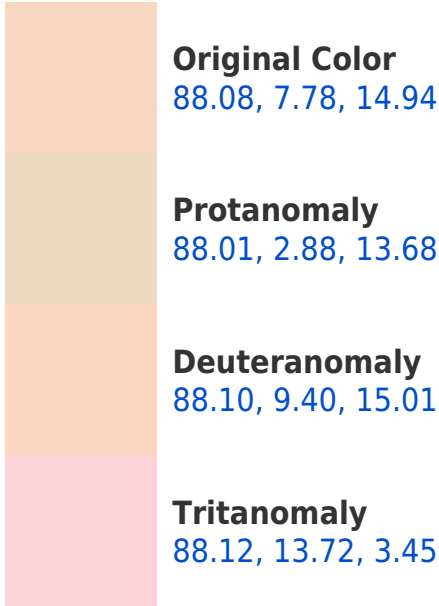 Original Color
88.08, 7.78, 14.94
Protanomaly
88.01, 2.88, 13.68
Deuteranomaly
88.10, 9.40, 15.01
Tritanomaly
88.12, 13.72, 3.45